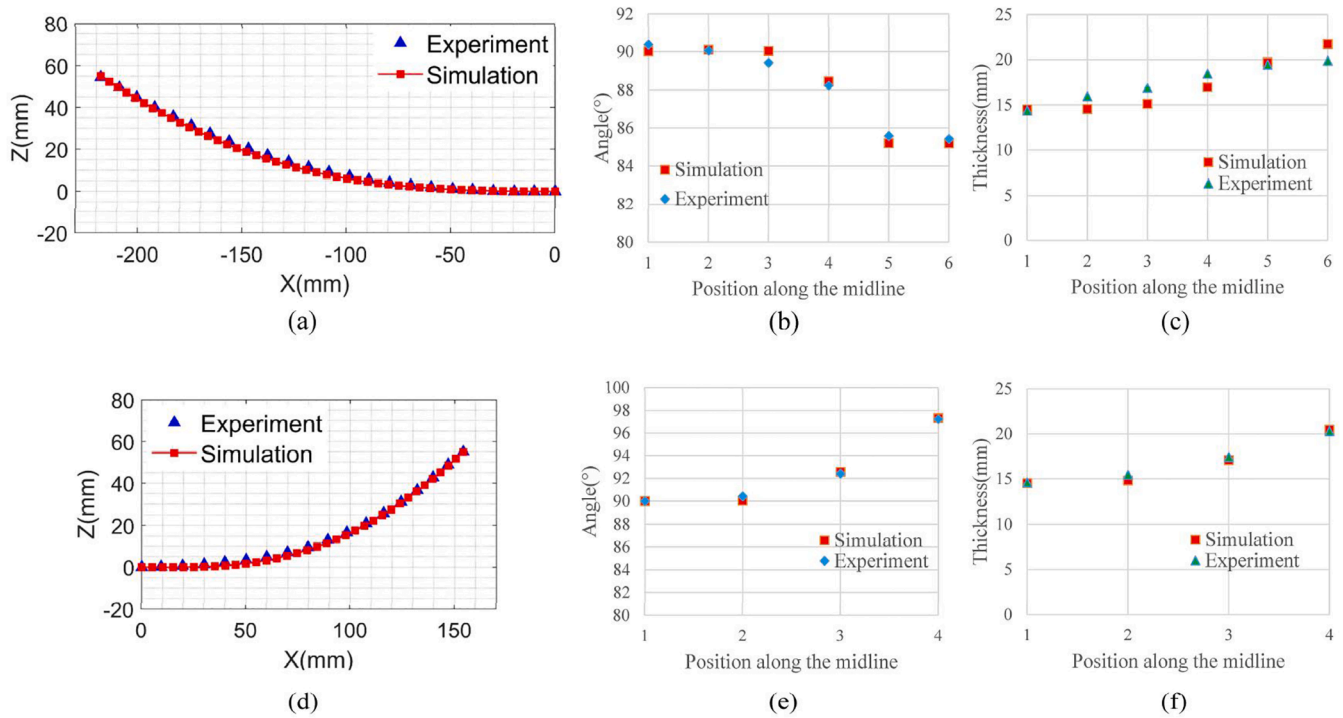 80
60
40
20
0
-20
Z(mm)
Experiment
Simulation
-200
-150
-100
-50
0
X(mm)
(a)
92
90
88
86
84
82
80
Angle(°)
Simulation
Experiment
1
2
3
4
5
6
Position along the midline
(b)
25
20
15
10
5
0
Thickness(mm)
Simulation
Experiment
1
2
3
4
5
6
Position along the midline
(c)
80
60
40
20
0
-20
Z(mm)
Experiment
Simulation
0
50
100
150
X(mm)
(d)
100
98
96
94
92
90
88
86
84
82
80
Angle(°)
Simulation
Experiment
1
2
3
4
Position along the midline
(e)
25
20
15
10
5
0
Thickness(mm)
Simulation
Experiment
1
2
3
4
Position along the midline
(f)